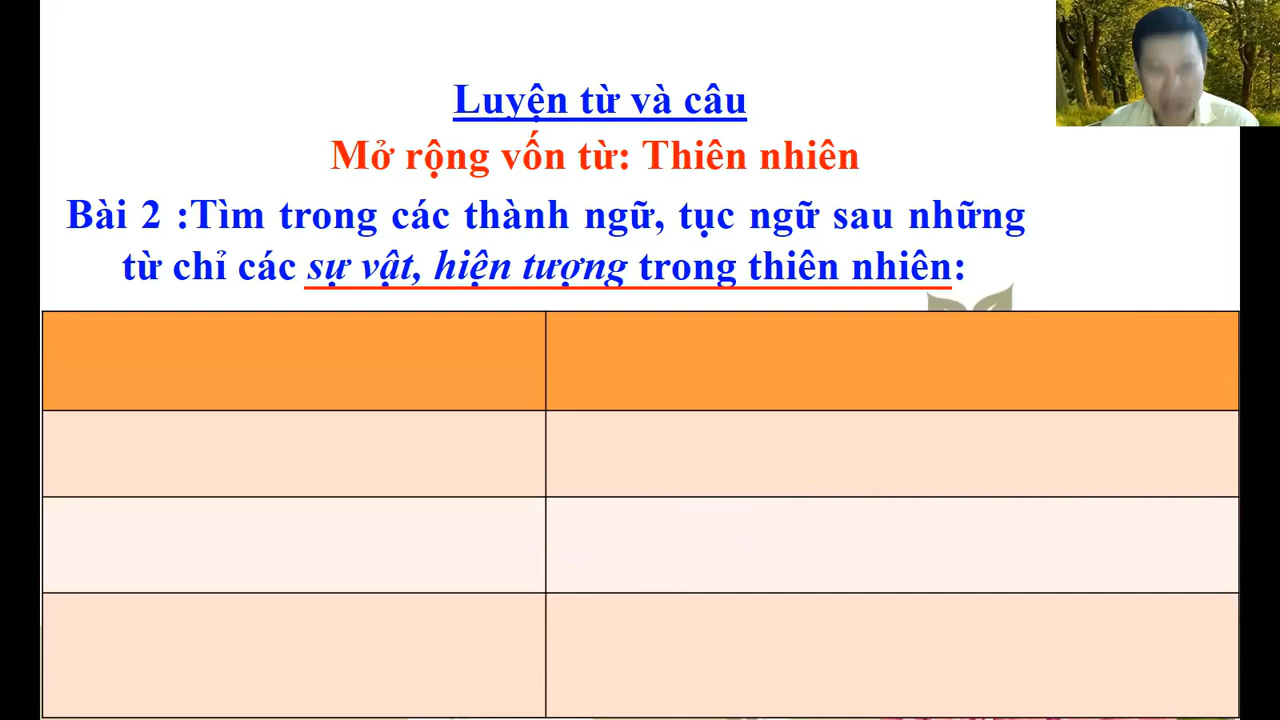 Luyện từ và câu
Mở rộng vốn từ: Thiên nhiên
Bài 2 :Tìm trong các thành ngữ, tục ngữ sau những
từ chỉ các sự vật, hiện tượng trong thiên nhiên: